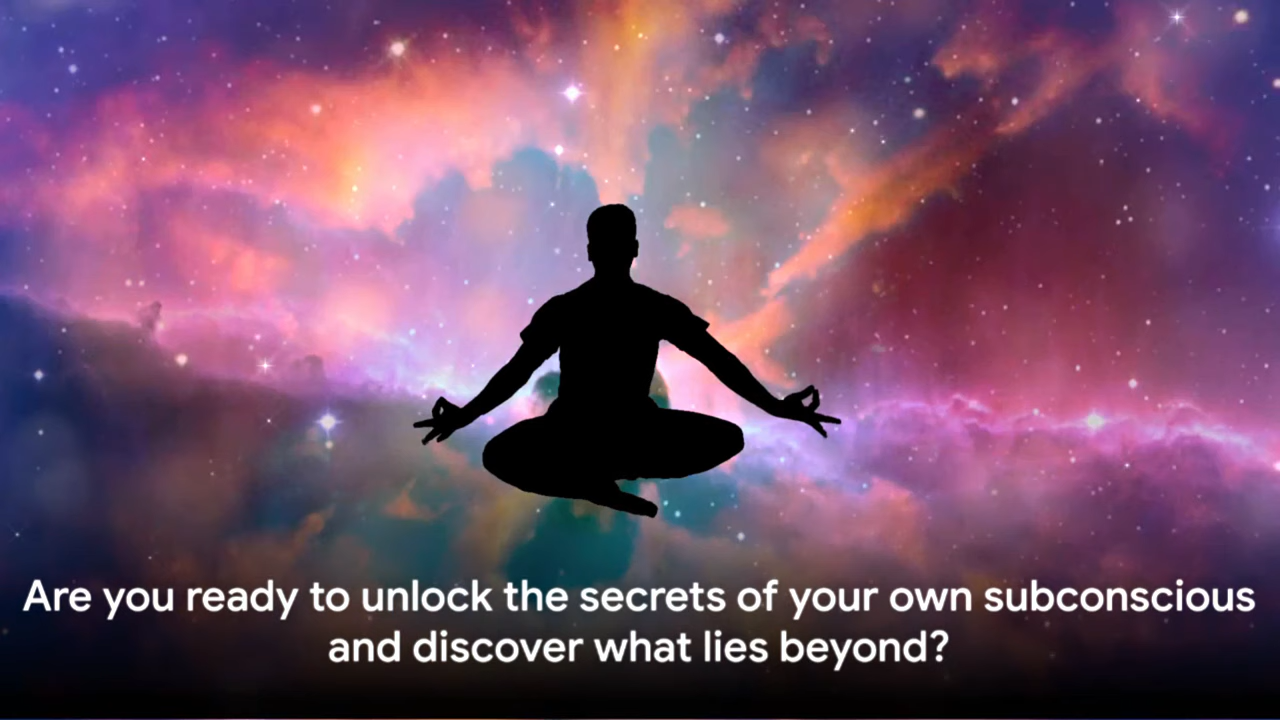 Are you ready to unlock the secrets of your own subconscious
and discover what lies beyond?